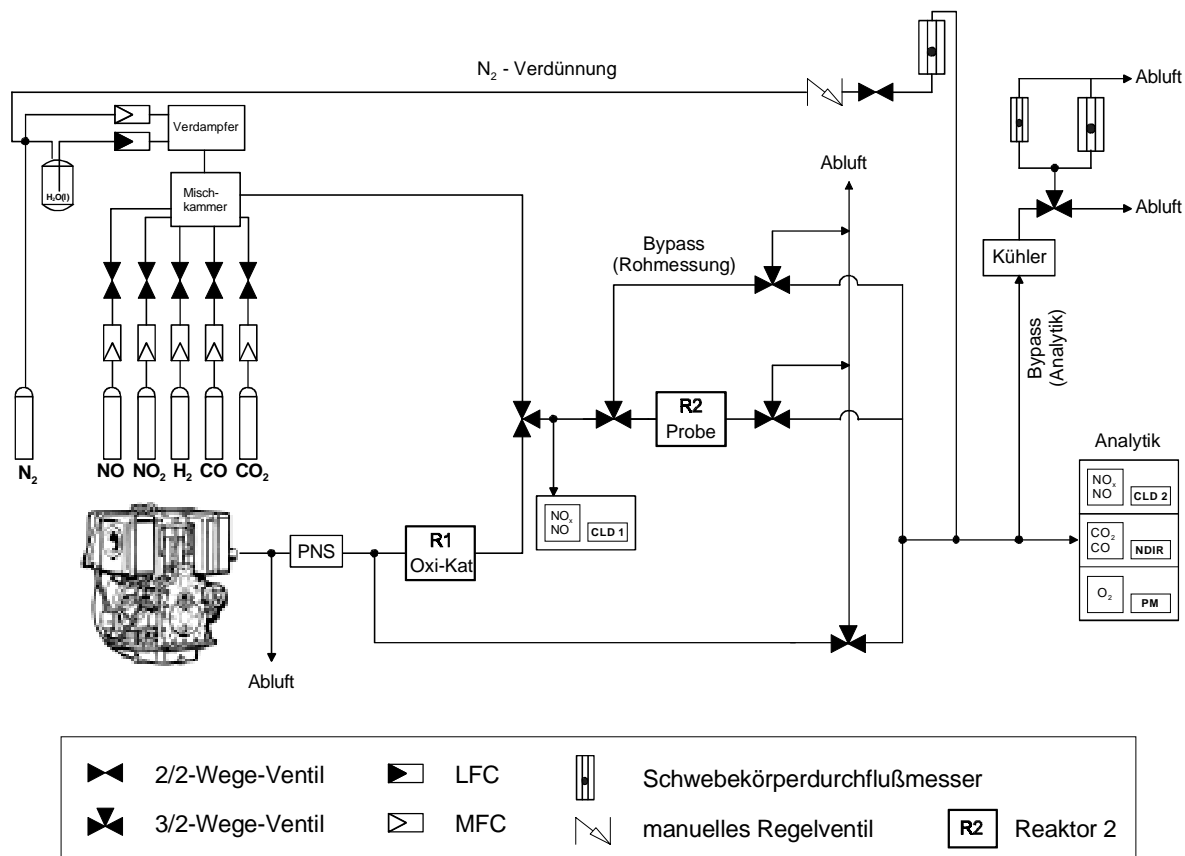 N2 - Verdünnung
Abluft
Verdampfer
H2O(l)
Misch-
kammer
Abluft
Abluft
Bypass
(Rohmessung)
Kühler
Bypass
(Analytik)
R2
Probe
N2
NO
NO2
H2
CO
CO2
Analytik
NOx
NO
CLD 1
NOx
NO
CLD 2
CO2
CO
NDIR
O2
PM
PNS
R1
Oxi-Kat
Abluft
2/2-Wege-Ventil
LFC
Schwebekörperdurchflußmesser
3/2-Wege-Ventil
MFC
manuelles Regelventil
R2
Reaktor 2